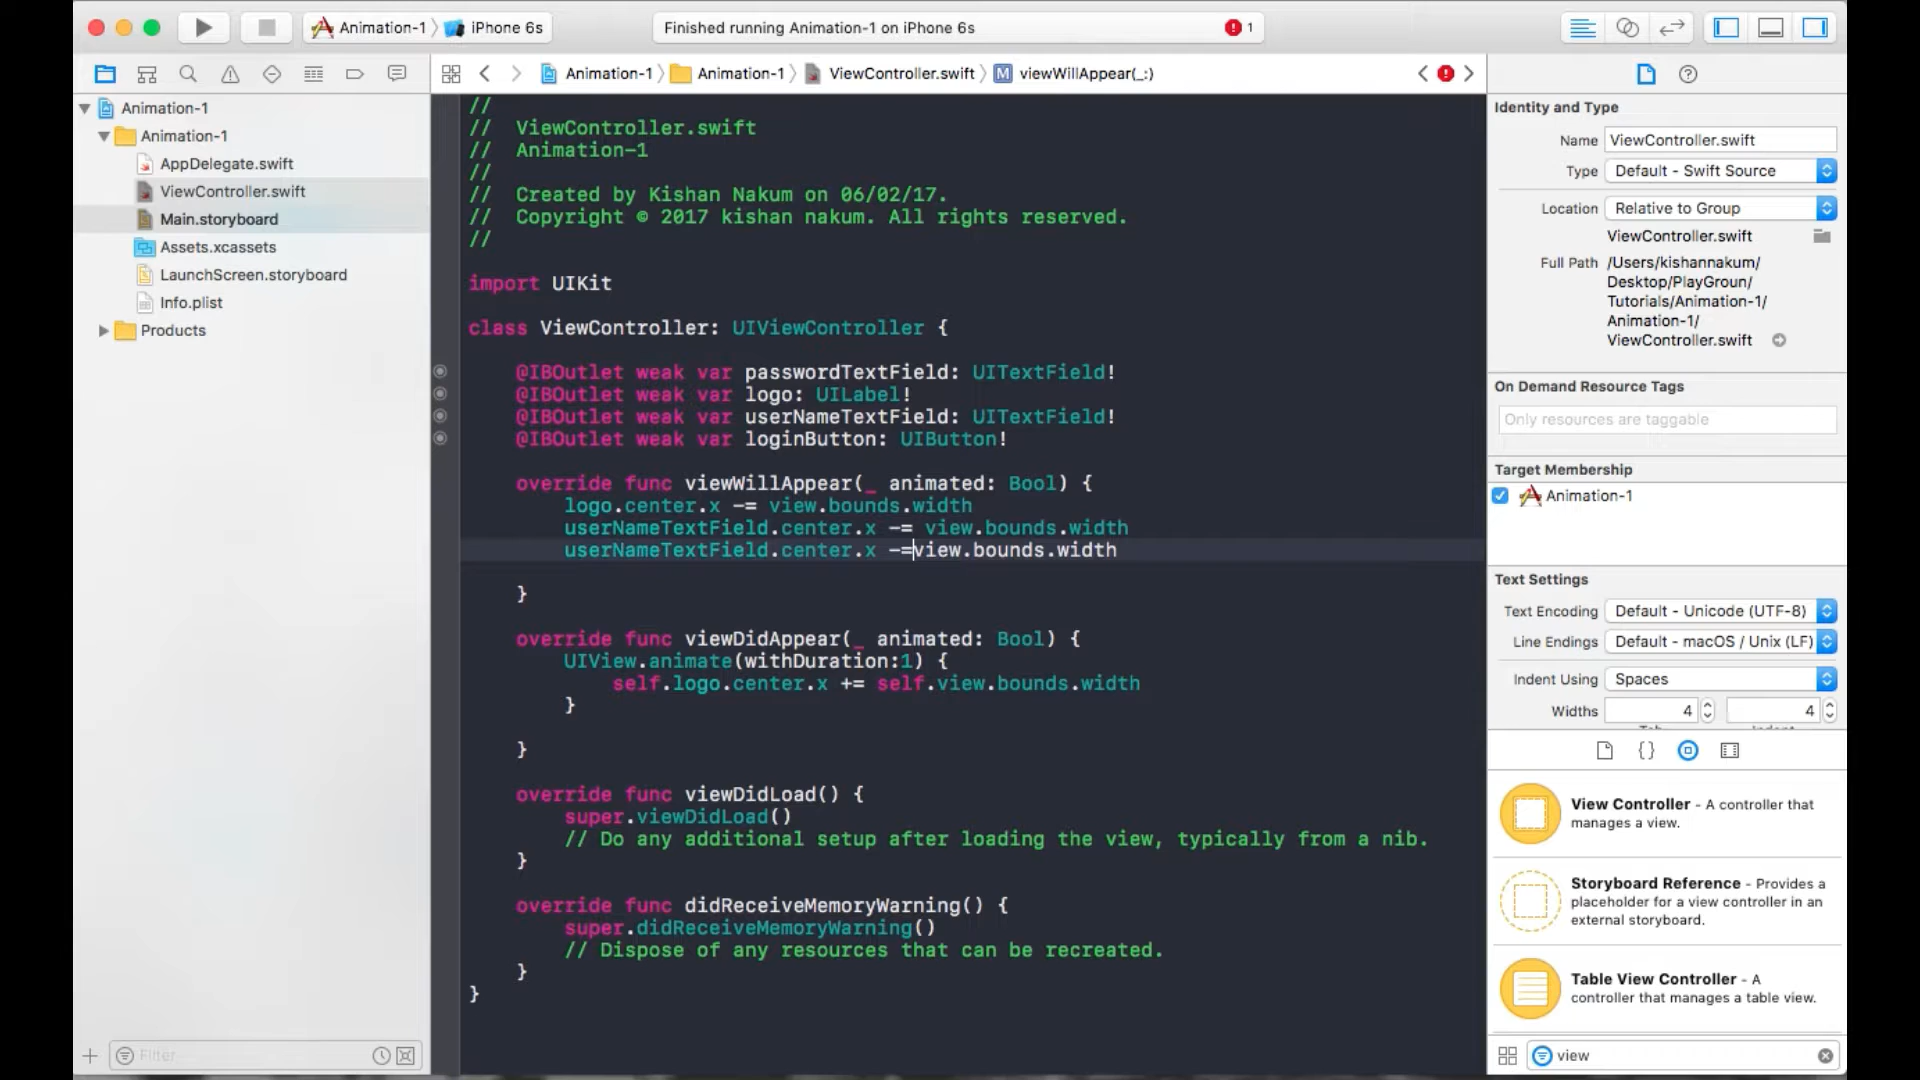 Animation-1 iPhone 6s
Finished running Animation-1 on iPhone 6s
1
Animation-1 Animation-1 ViewController.swift M viewWillAppear(_:)
Animation-1
Animation-1
AppDelegate.swift
ViewController.swift
Main.storyboard
Assets.xcassets
LaunchScreen.storyboard
Info.plist
Products
Filter
//
//  ViewController.swift
//  Animation-1
//
//  Created by Kishan Nakum on 06/02/17.
//  Copyright © 2017 kishan nakum. All rights reserved.
//
import UIKit
class ViewController: UIViewController {
@IBOutlet weak var passwordTextField: UITextField!
@IBOutlet weak var logo: UILabel!
@IBOutlet weak var userNameTextField: UITextField!
@IBOutlet weak var loginButton: UIButton!
override func viewWillAppear(_ animated: Bool) {
logo.center.x -= view.bounds.width
userNameTextField.center.x -= view.bounds.width
userNameTextField.center.x -=view.bounds.width
}
override func viewDidAppear(_ animated: Bool) {
UIView.animate(withDuration:1) {
self.logo.center.x += self.view.bounds.width
}
}
override func viewDidLoad() {
super.viewDidLoad()
// Do any additional setup after loading the view, typically from a nib.
}
override func didReceiveMemoryWarning() {
super.didReceiveMemoryWarning()
// Dispose of any resources that can be recreated.
}
}
Identity and Type
Name ViewController.swift
Type Default - Swift Source
Location Relative to Group
ViewController.swift
Full Path /Users/kishannakum/
Desktop/PlayGroun/
Tutorials/Animation-1/
Animation-1/
ViewController.swift
On Demand Resource Tags
Only resources are taggable
Target Membership
Animation-1
Text Settings
Text Encoding Default - Unicode (UTF-8)
Line Endings Default - macOS / Unix (LF)
Indent Using Spaces
Widths 4 4
View Controller - A controller that
manages a view.
Storyboard Reference - Provides a
placeholder for a view controller in an
external storyboard.
Table View Controller - A
controller that manages a table view.
view